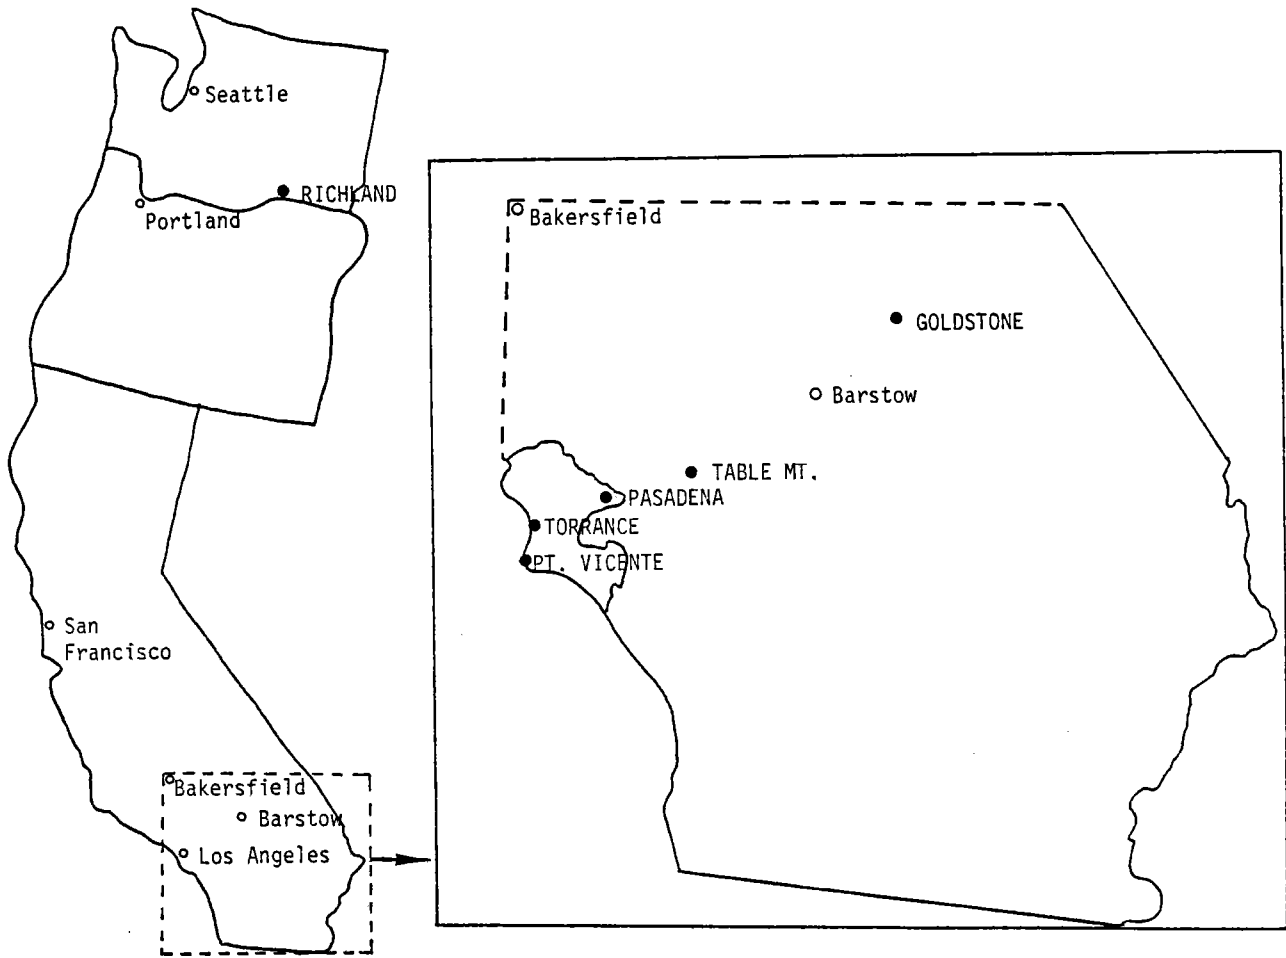 Seattle
RICHLAND
Portland
San
Francisco
Bakersfield
Barstow
Los Angeles
Bakersfield
GOLDSTONE
Barstow
TABLE MT.
PASADENA
TORRANCE
PT. VICENTE